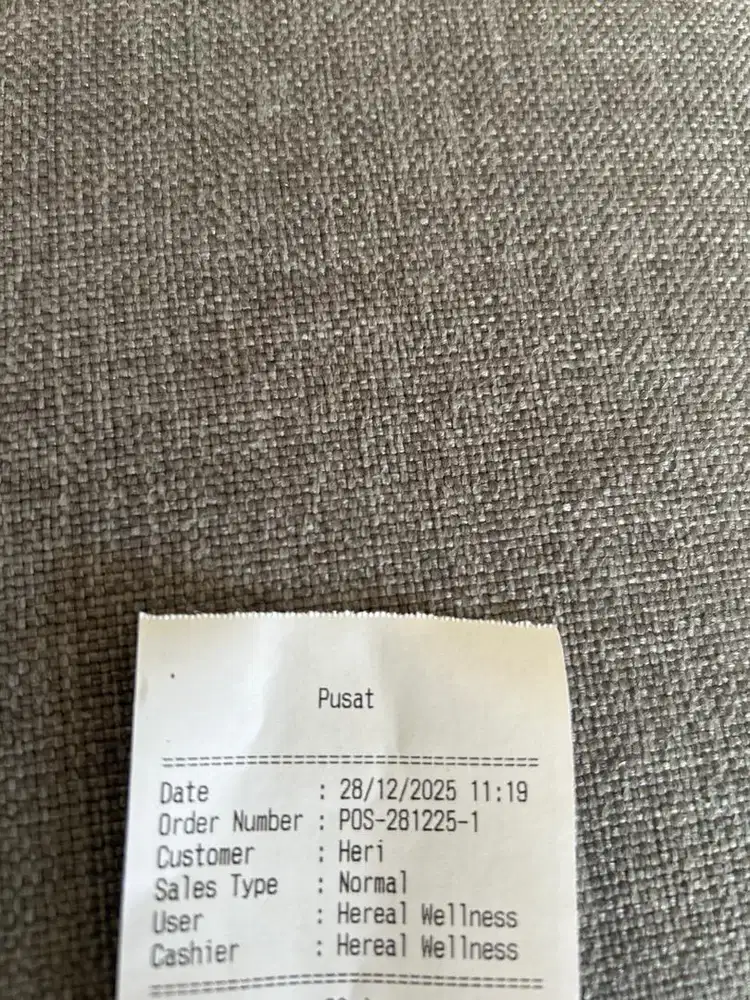 Pusat
================================
Date : 28/12/2025 11:19
Order Number : POS-281225-1
Customer : Heri
Sales Type : Normal
User : Hereal Wellness
Cashier : Hereal Wellness
================================